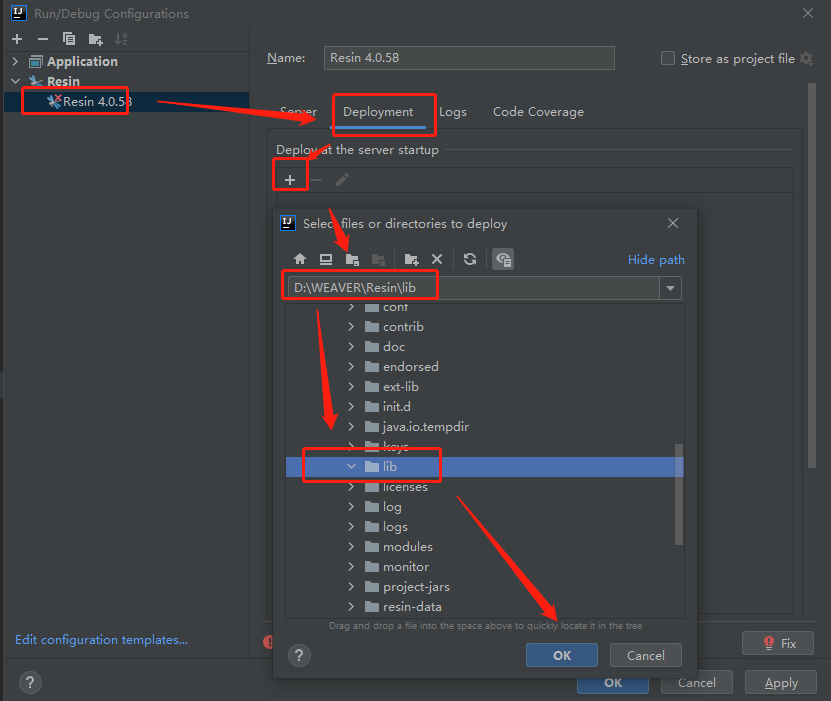 Run/Debug Configurations
Application
Resin
Resin 4.0.58
Name:
Resin 4.0.58
Store as project file
Server
Deployment
Logs
Code Coverage
Deploy at the server startup
Select files or directories to deploy
Hide path
D:\WEAVER\Resin\lib
conf
contrib
doc
endorsed
ext-lib
init.d
java.io.tempdir
keys
lib
licenses
log
logs
modules
monitor
project-jars
resin-data
Drag and drop a file into the space above to quickly locate it in the tree
OK
Cancel
Edit configuration templates...
Fix
OK
Cancel
Apply